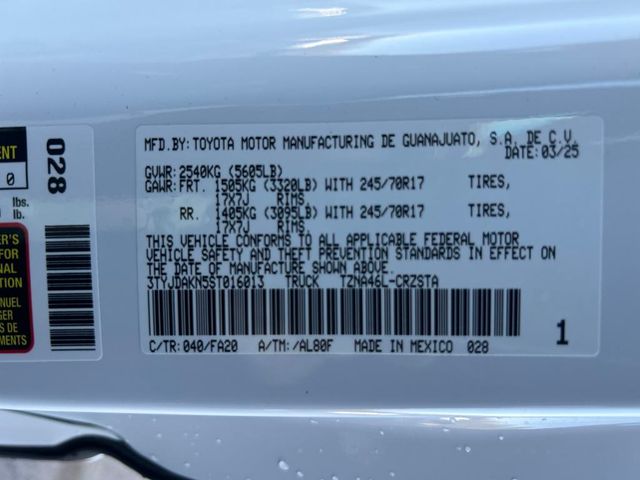 MFD.BY: TOYOTA MOTOR MANUFACTURING DE GUANAJUATO, S.A. DE C.V.
DATE: 03/25
GVWR: 2540KG (5605LB)
GAWR: FRT. 1505KG (3320LB) WITH 245/70R17 TIRES,
17X7J RIMS,
RR. 1405KG (3095LB) WITH 245/70R17 TIRES,
17X7J RIMS.
THIS VEHICLE CONFORMS TO ALL APPLICABLE FEDERAL MOTOR
VEHICLE SAFETY AND THEFT PREVENTION STANDARDS IN EFFECT ON
THE DATE OF MANUFACTURE SHOWN ABOVE.
3TYJDAKN5ST016013 TRUCK TZNA46L-CRZSTA
C/TR: 040/FA20 A/TM: /AL80F MADE IN MEXICO 028
1
028
0
lbs.
lb.